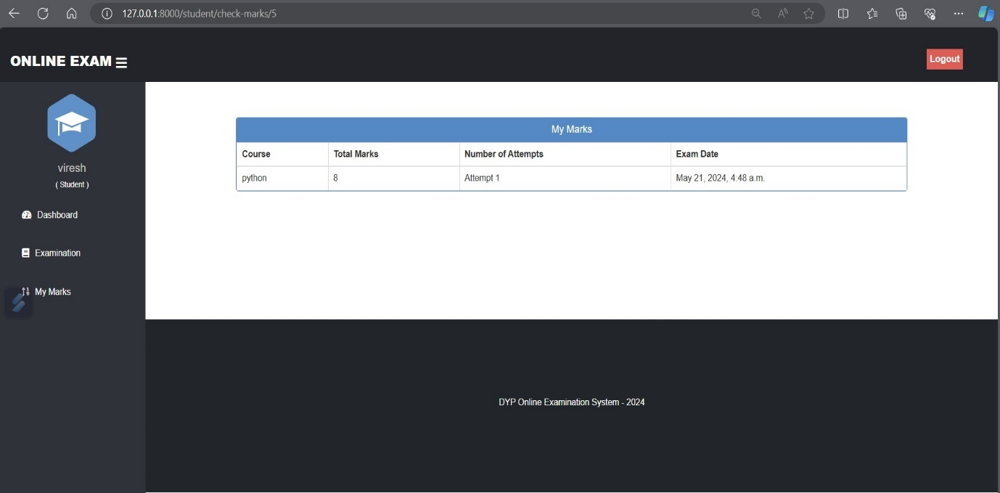 127.0.0.1:8000/student/check-marks/5
ONLINE EXAM
Logout
viresh
( Student )
Dashboard
Examination
My Marks
My Marks
Course Total Marks Number of Attempts Exam Date
python 8 Attempt 1 May 21, 2024, 4:48 a.m.
DYP Online Examination System - 2024